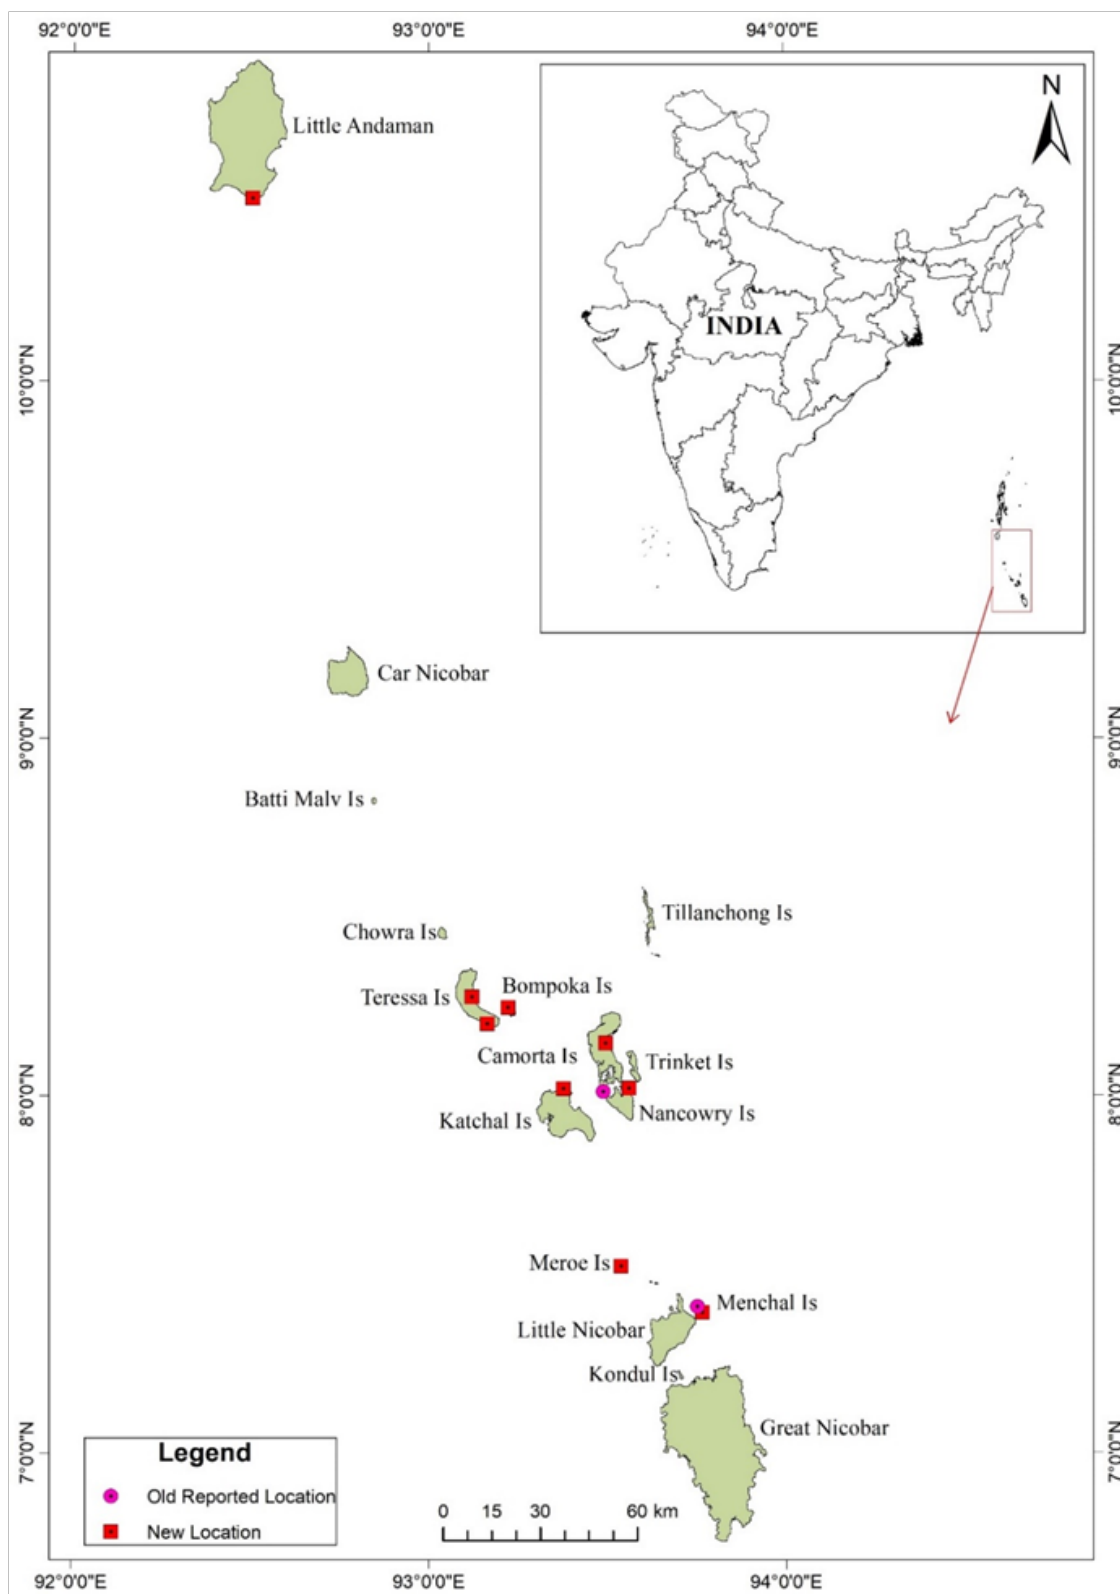 92°0'0"E 93°0'0"E 94°0'0"E
N
Little Andaman
INDIA
10°0'0"N 10°0'0"N
Car Nicobar
9°0'0"N 9°0'0"N
Batti Malv Is
Tillanchong Is
Chowra Is
Bompoka Is
Teressa Is
Camorta Is
Trinket Is
8°0'0"N 8°0'0"N
Nancowry Is
Katchal Is
Meroe Is
Menchal Is
Little Nicobar
Kondul Is
Great Nicobar
7°0'0"N 7°0'0"N
Legend
Old Reported Location
New Location
0 15 30 60 km
92°0'0"E 93°0'0"E 94°0'0"E